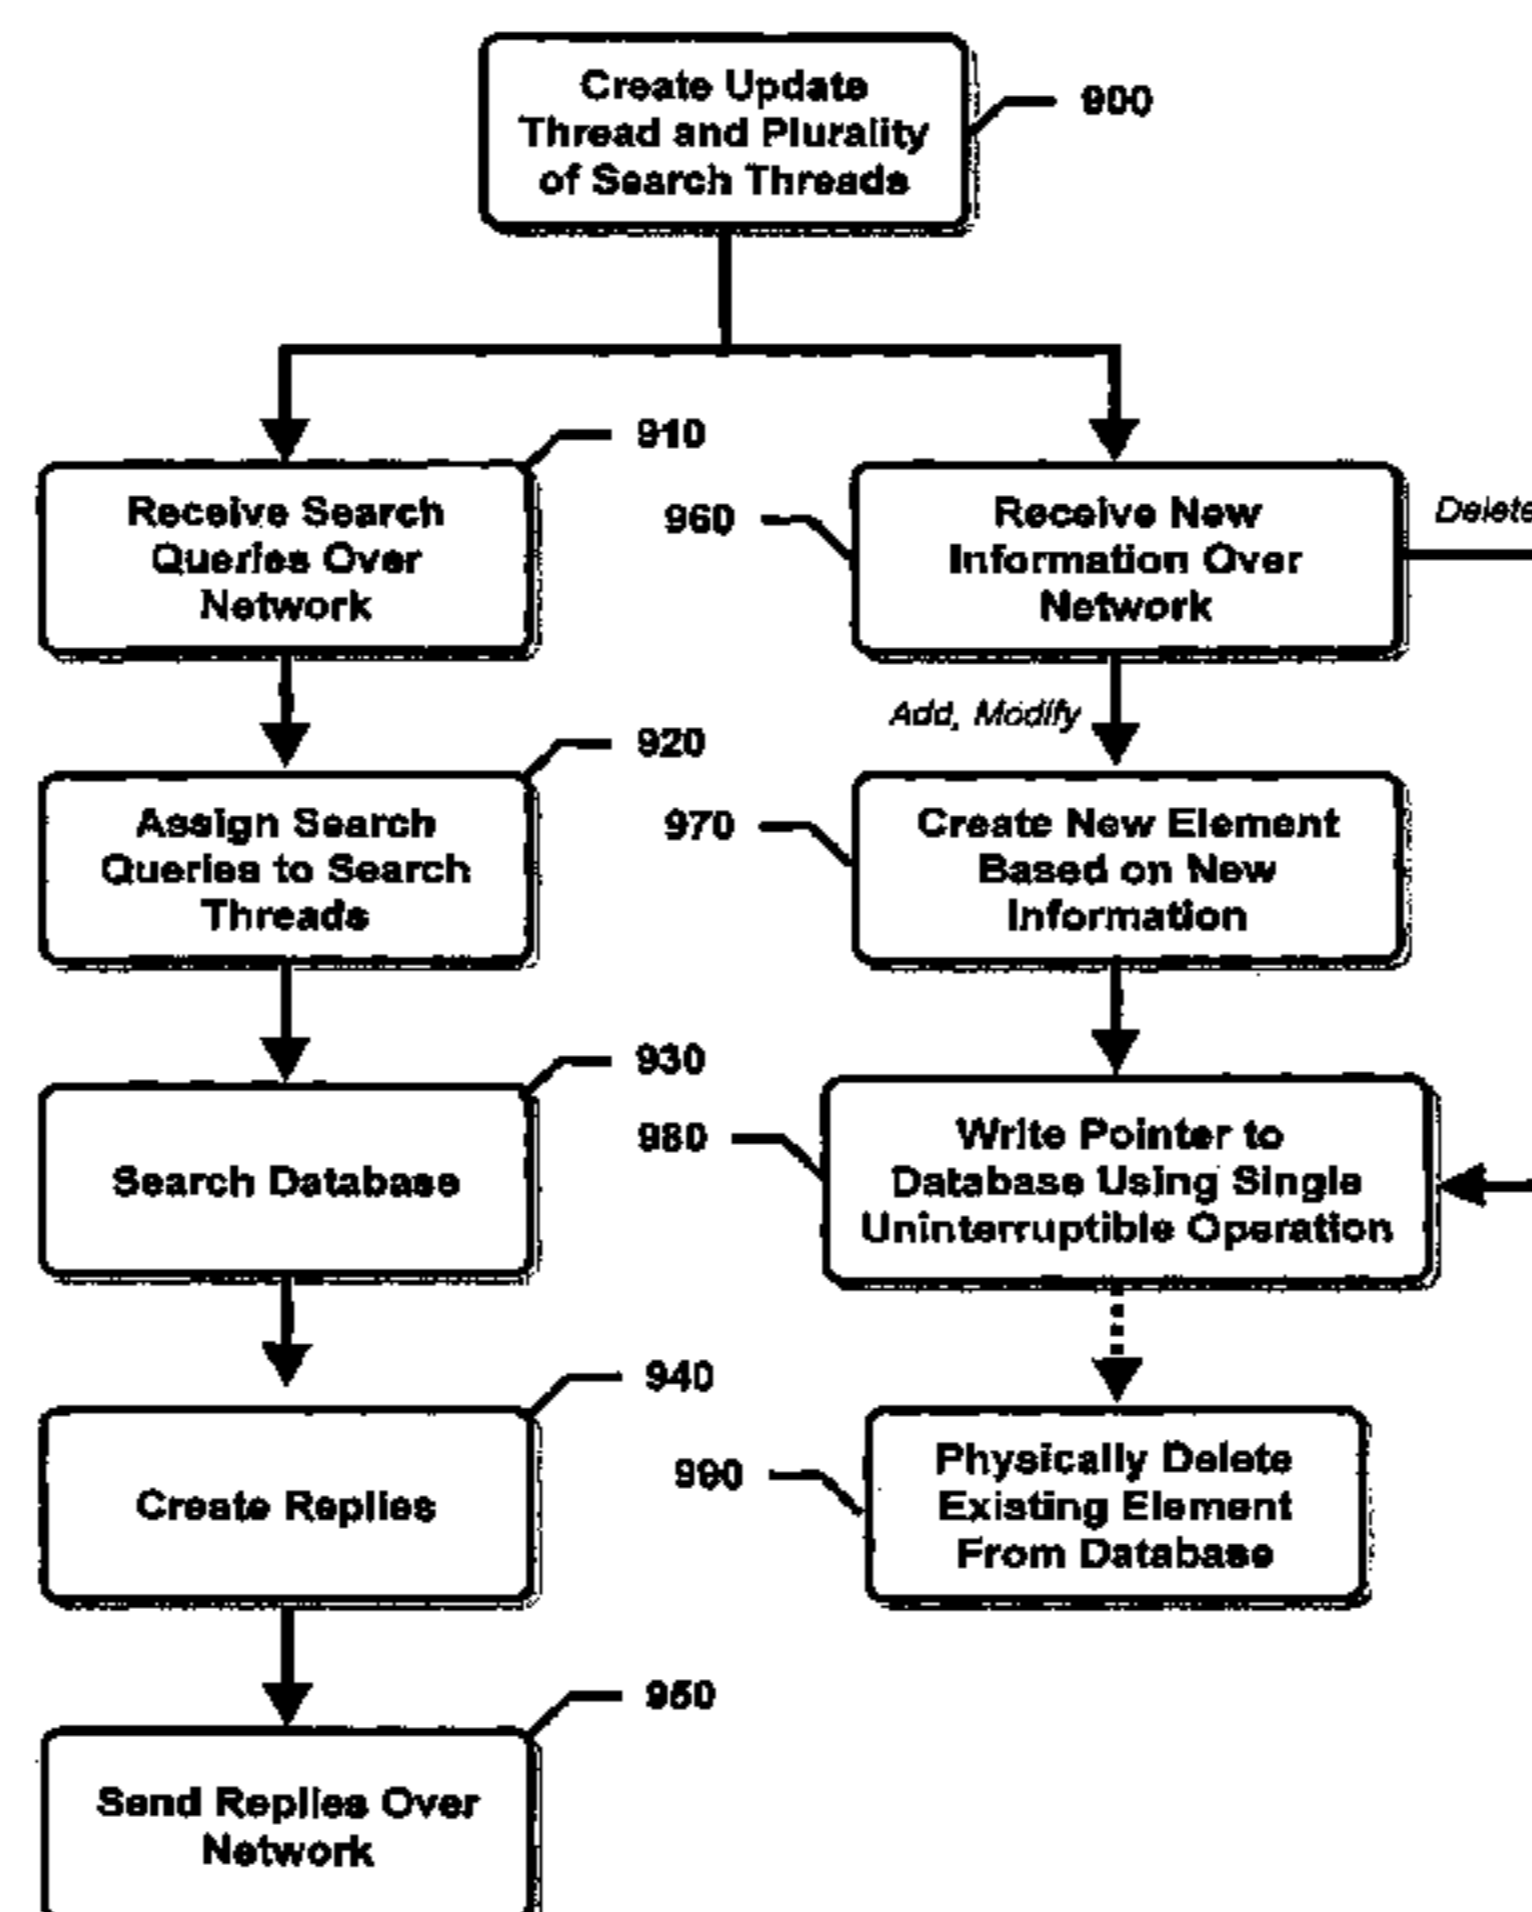 Create Update
Thread and Plurality
of Search Threads
900
910
Receive Search
Queries Over
Network
960
Receive New
Information Over
Network
Delete
Add, Modify
920
Assign Search
Queries to Search
Threads
970
Create New Element
Based on New
Information
930
Search Database
980
Write Pointer to
Database Using Single
Uninterruptible Operation
940
Create Replies
990
Physically Delete
Existing Element
From Database
950
Send Replies Over
Network